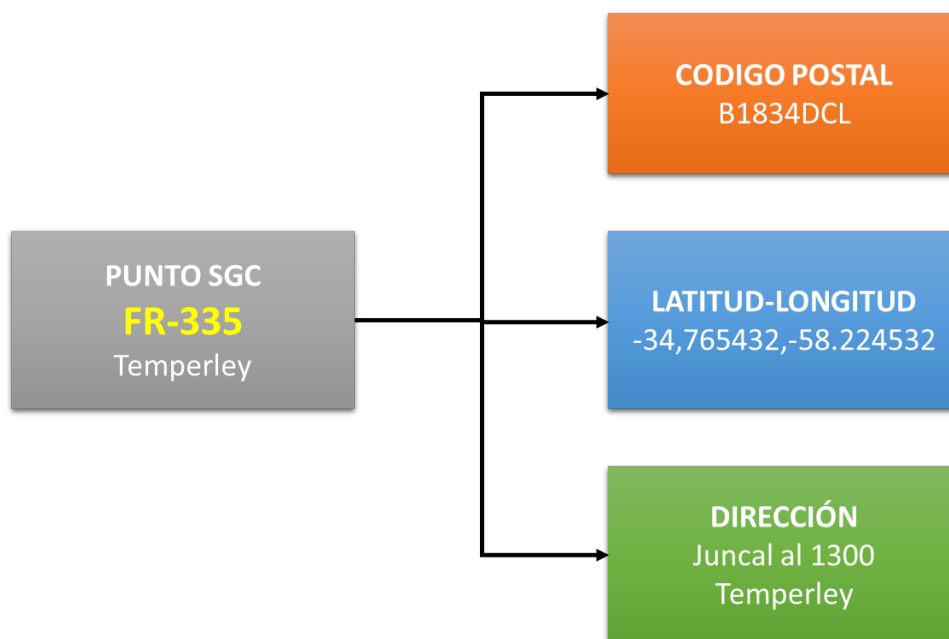 CODIGO POSTAL
B1834DCL
PUNTO SGC
FR-335
Temperley
LATITUD-LONGITUD
-34,765432,-58.224532
DIRECCIÓN
Juncal al 1300
Temperley